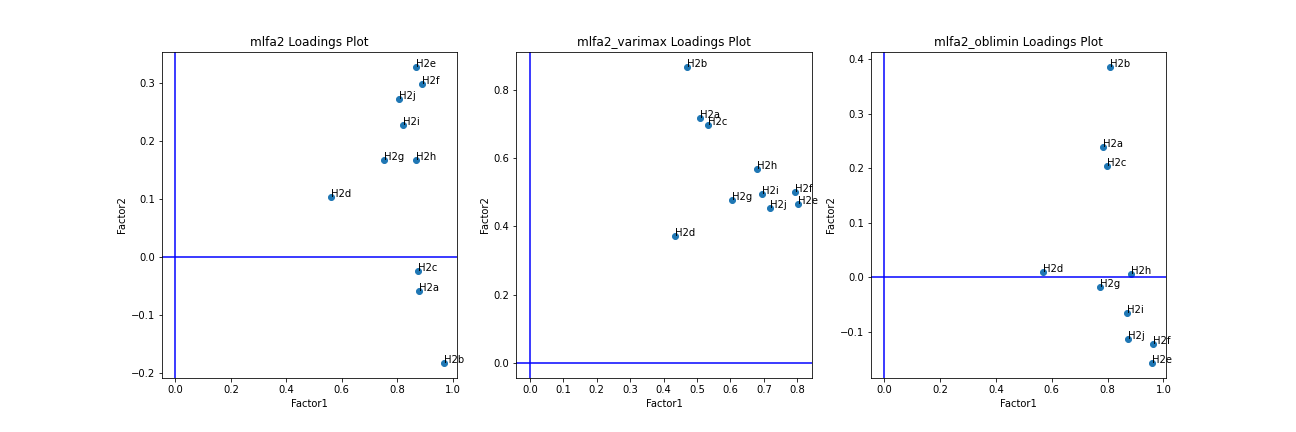 mlfa2 Loadings Plot
Factor2
0.3
0.2
0.1
0.0
−0.1
−0.2
H2e
H2f
H2j
H2i
H2g
H2h
H2d
H2c
H2a
H2b
0.0
0.2
0.4
0.6
0.8
1.0
Factor1
mlfa2_varimax Loadings Plot
Factor2
0.8
0.6
0.4
0.2
0.0
H2b
H2a
H2c
H2h
H2i
H2f
H2g
H2j
H2e
H2d
0.0
0.1
0.2
0.3
0.4
0.5
0.6
0.7
0.8
Factor1
mlfa2_oblimin Loadings Plot
Factor2
0.4
0.3
0.2
0.1
0.0
−0.1
H2b
H2a
H2c
H2d
H2h
H2g
H2i
H2j
H2f
H2e
0.0
0.2
0.4
0.6
0.8
1.0
Factor1